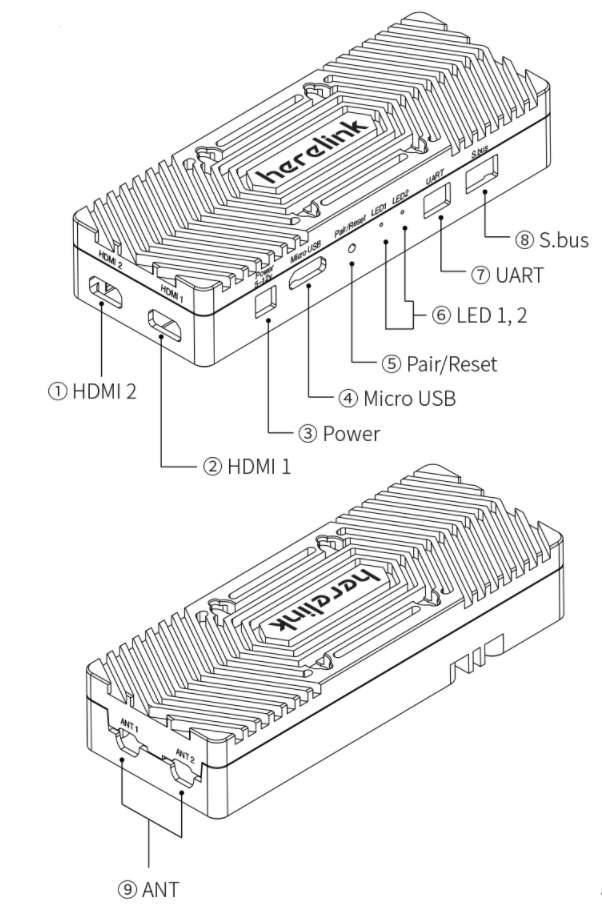 herelink
S.bus
UART
LED2
LED1
Pair/Reset
Micro USB
Power
HDMI 2
HDMI 1
⑧ S.bus
⑦ UART
⑥ LED 1, 2
⑤ Pair/Reset
① HDMI 2
④ Micro USB
③ Power
② HDMI 1
herelink
ANT 1
ANT 2
⑨ ANT